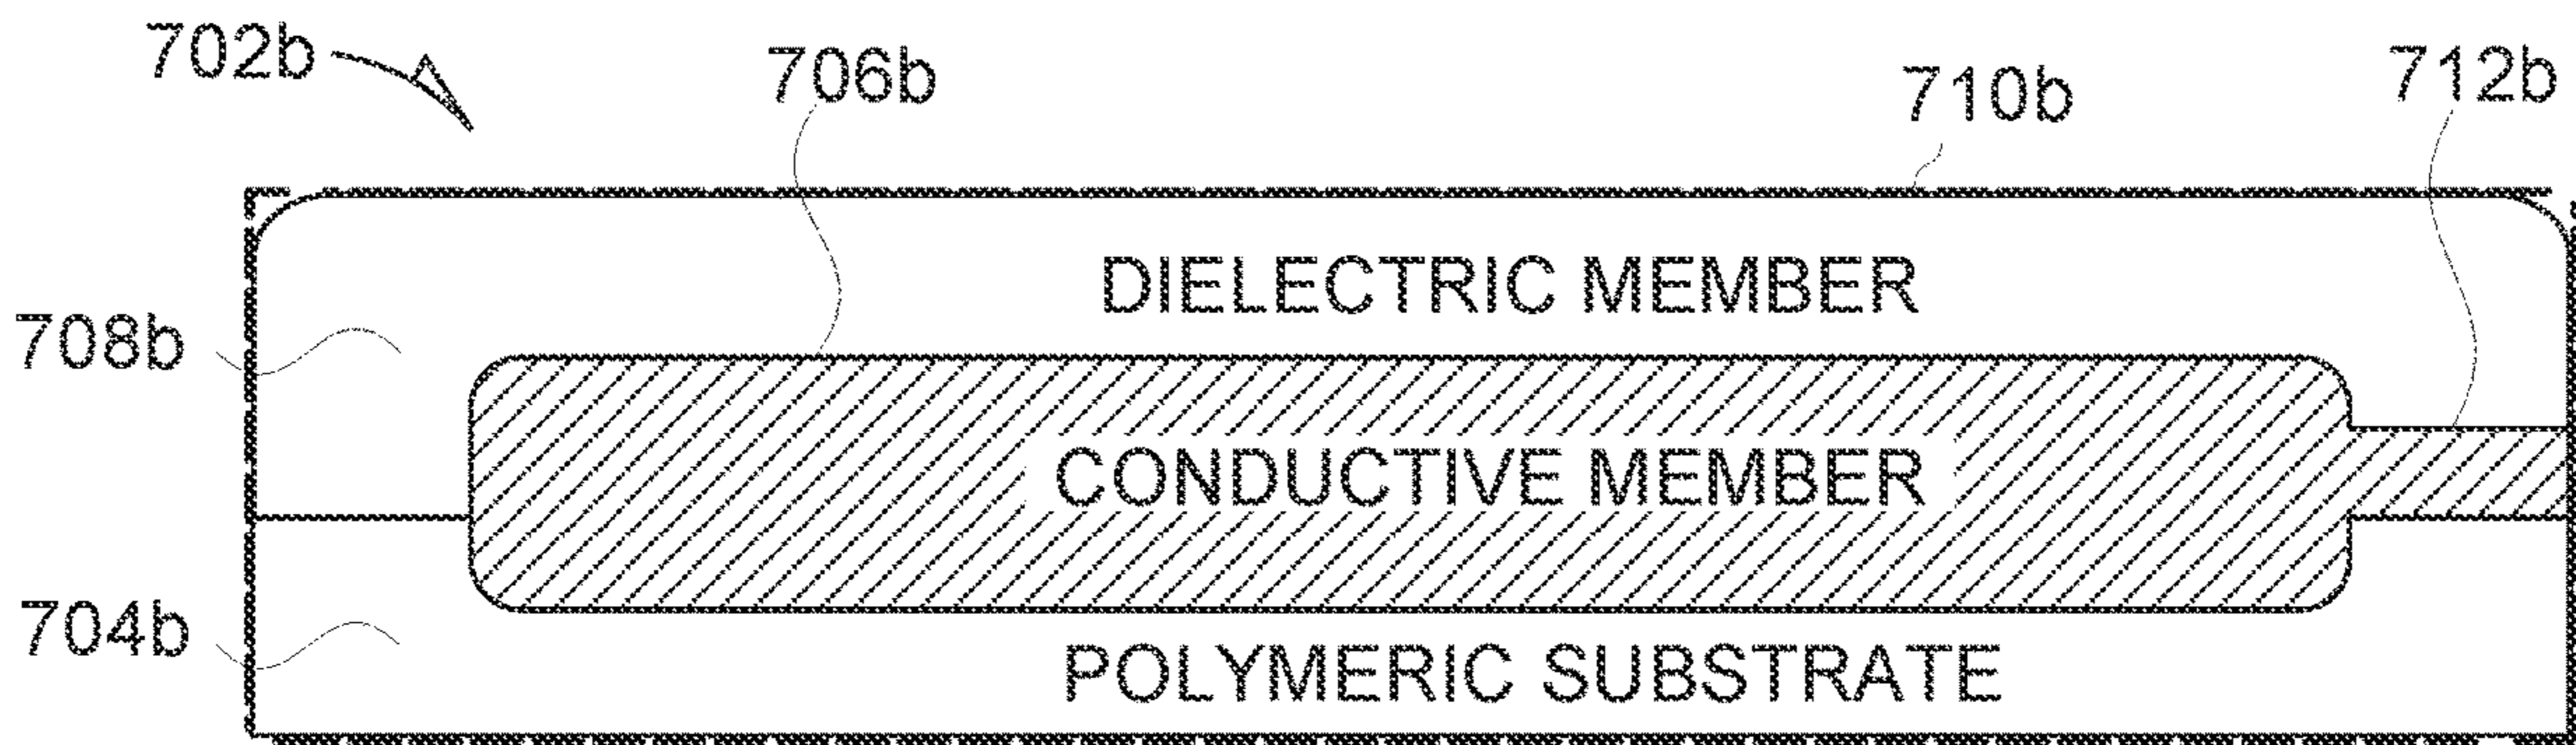 702b
706b
710b
712b
DIELECTRIC MEMBER
708b
CONDUCTIVE MEMBER
704b
POLYMERIC SUBSTRATE